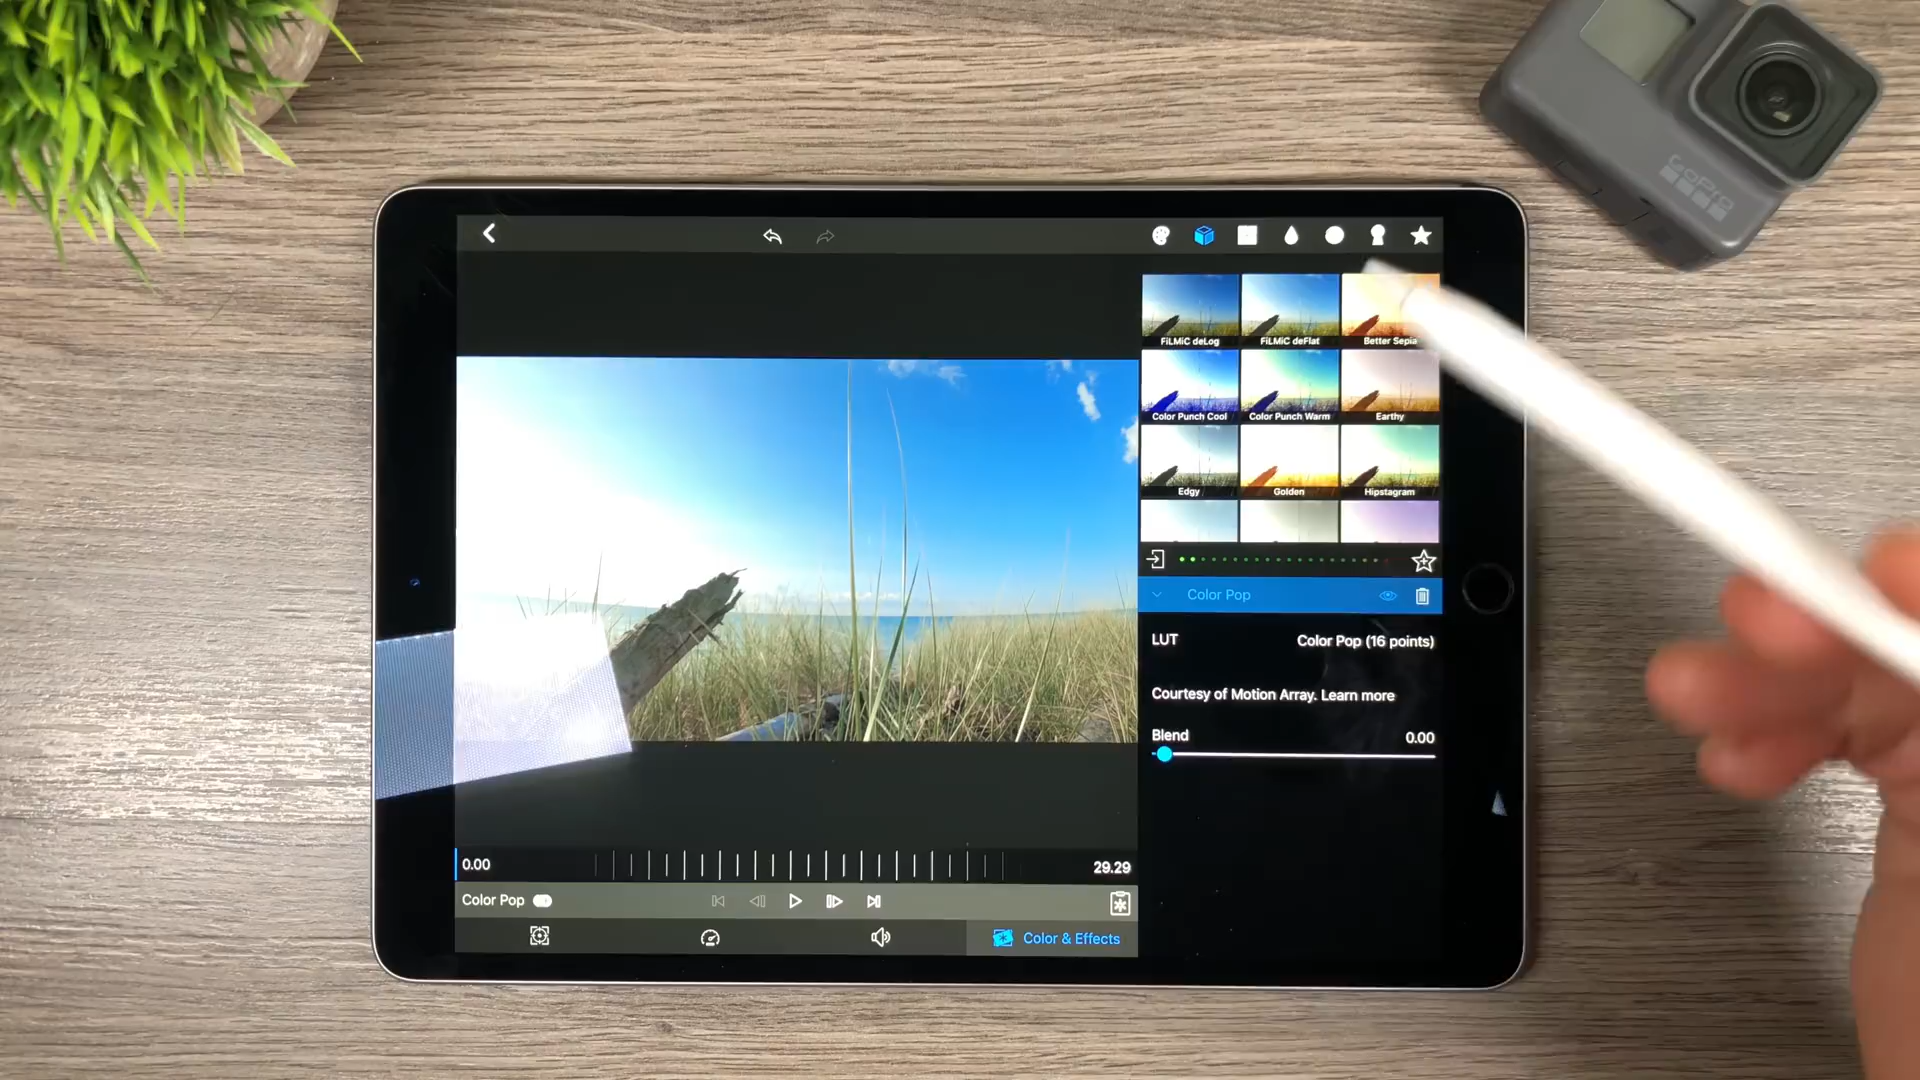 GoPro
FiLMiC deLog
FiLMiC deFlat
Better Sepia
Color Punch Cool
Color Punch Warm
Earthy
Edgy
Golden
Hipstagram
Color Pop
LUT
Color Pop (16 points)
Courtesy of Motion Array. Learn more
Blend
0.00
0.00
29.29
Color Pop
Color & Effects